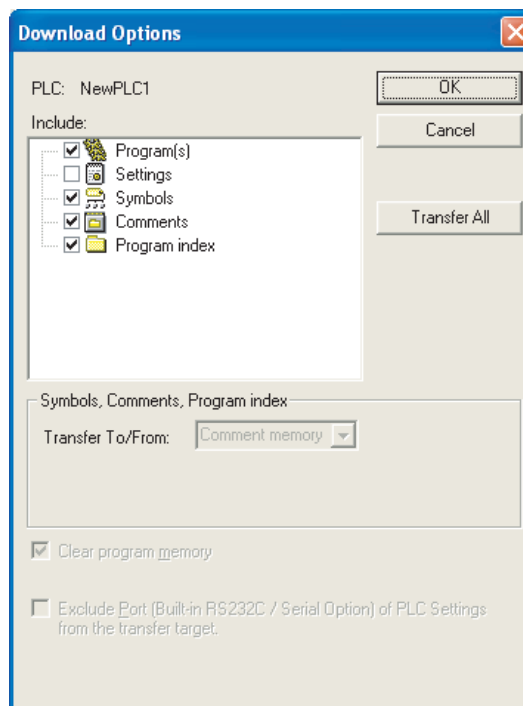 Download Options
PLC: NewPLC1
OK
Include:
Cancel
Program(s)
Settings
Symbols
Comments
Program index
Transfer All
Symbols, Comments, Program index
Transfer To/From:
Comment memory
Clear program memory
Exclude Port (Built-in RS232C / Serial Option) of PLC Settings
from the transfer target.